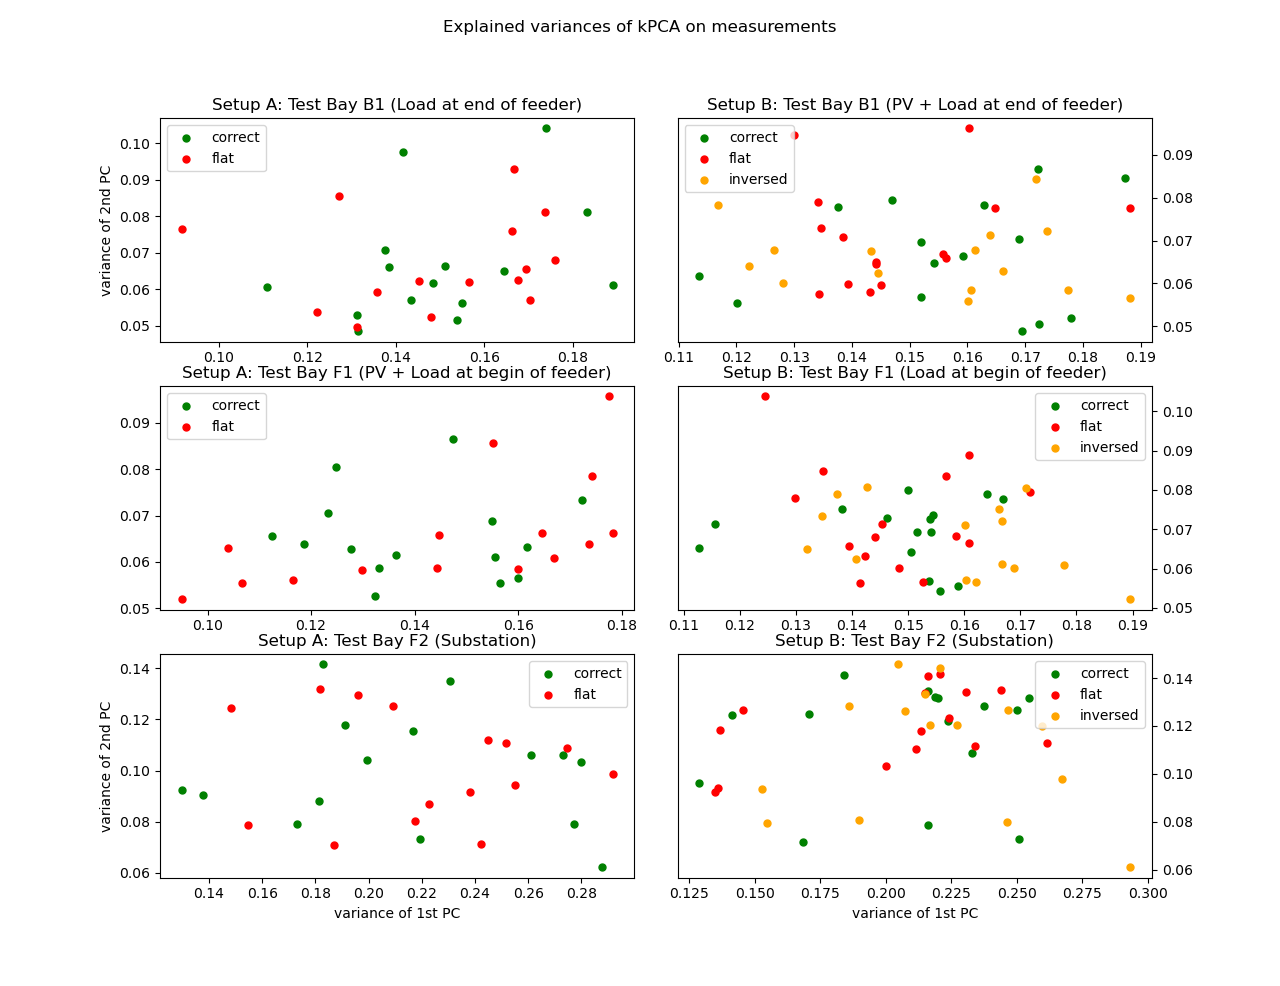 Explained variances of kPCA on measurements
Setup A: Test Bay B1 (Load at end of feeder)
correct
flat
variance of 2nd PC
0.10
0.09
0.08
0.07
0.06
0.05
0.10 0.12 0.14 0.16 0.18
Setup B: Test Bay B1 (PV + Load at end of feeder)
correct
flat
inversed
0.09
0.08
0.07
0.06
0.05
0.11 0.12 0.13 0.14 0.15 0.16 0.17 0.18 0.19
Setup A: Test Bay F1 (PV + Load at begin of feeder)
correct
flat
0.09
0.08
0.07
0.06
0.05
0.10 0.12 0.14 0.16 0.18
Setup B: Test Bay F1 (Load at begin of feeder)
correct
flat
inversed
0.10
0.09
0.08
0.07
0.06
0.05
0.11 0.12 0.13 0.14 0.15 0.16 0.17 0.18 0.19
Setup A: Test Bay F2 (Substation)
correct
flat
variance of 2nd PC
0.14
0.12
0.10
0.08
0.06
0.14 0.16 0.18 0.20 0.22 0.24 0.26 0.28
variance of 1st PC
Setup B: Test Bay F2 (Substation)
correct
flat
inversed
0.14
0.12
0.10
0.08
0.06
0.125 0.150 0.175 0.200 0.225 0.250 0.275 0.300
variance of 1st PC